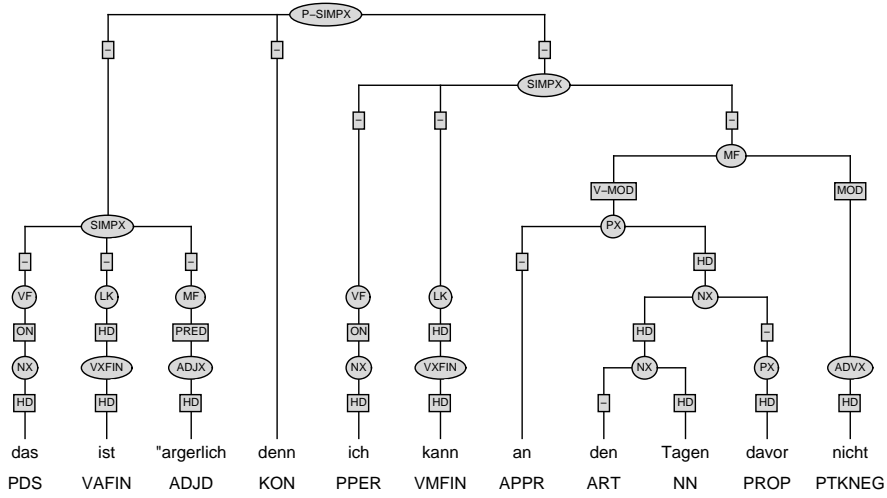 P-SIMPX
– – –
SIMPX
– – –
MF
V-MOD MOD
SIMPX PX
– – – – HD
VF LK MF VF LK NX
ON HD PRED ON HD HD –
NX VXFIN ADJX NX VXFIN NX PX ADVX
HD HD HD HD HD – HD HD HD
das ist "argerlich denn ich kann an den Tagen davor nicht
PDS VAFIN ADJD KON PPER VMFIN APPR ART NN PROP PTKNEG